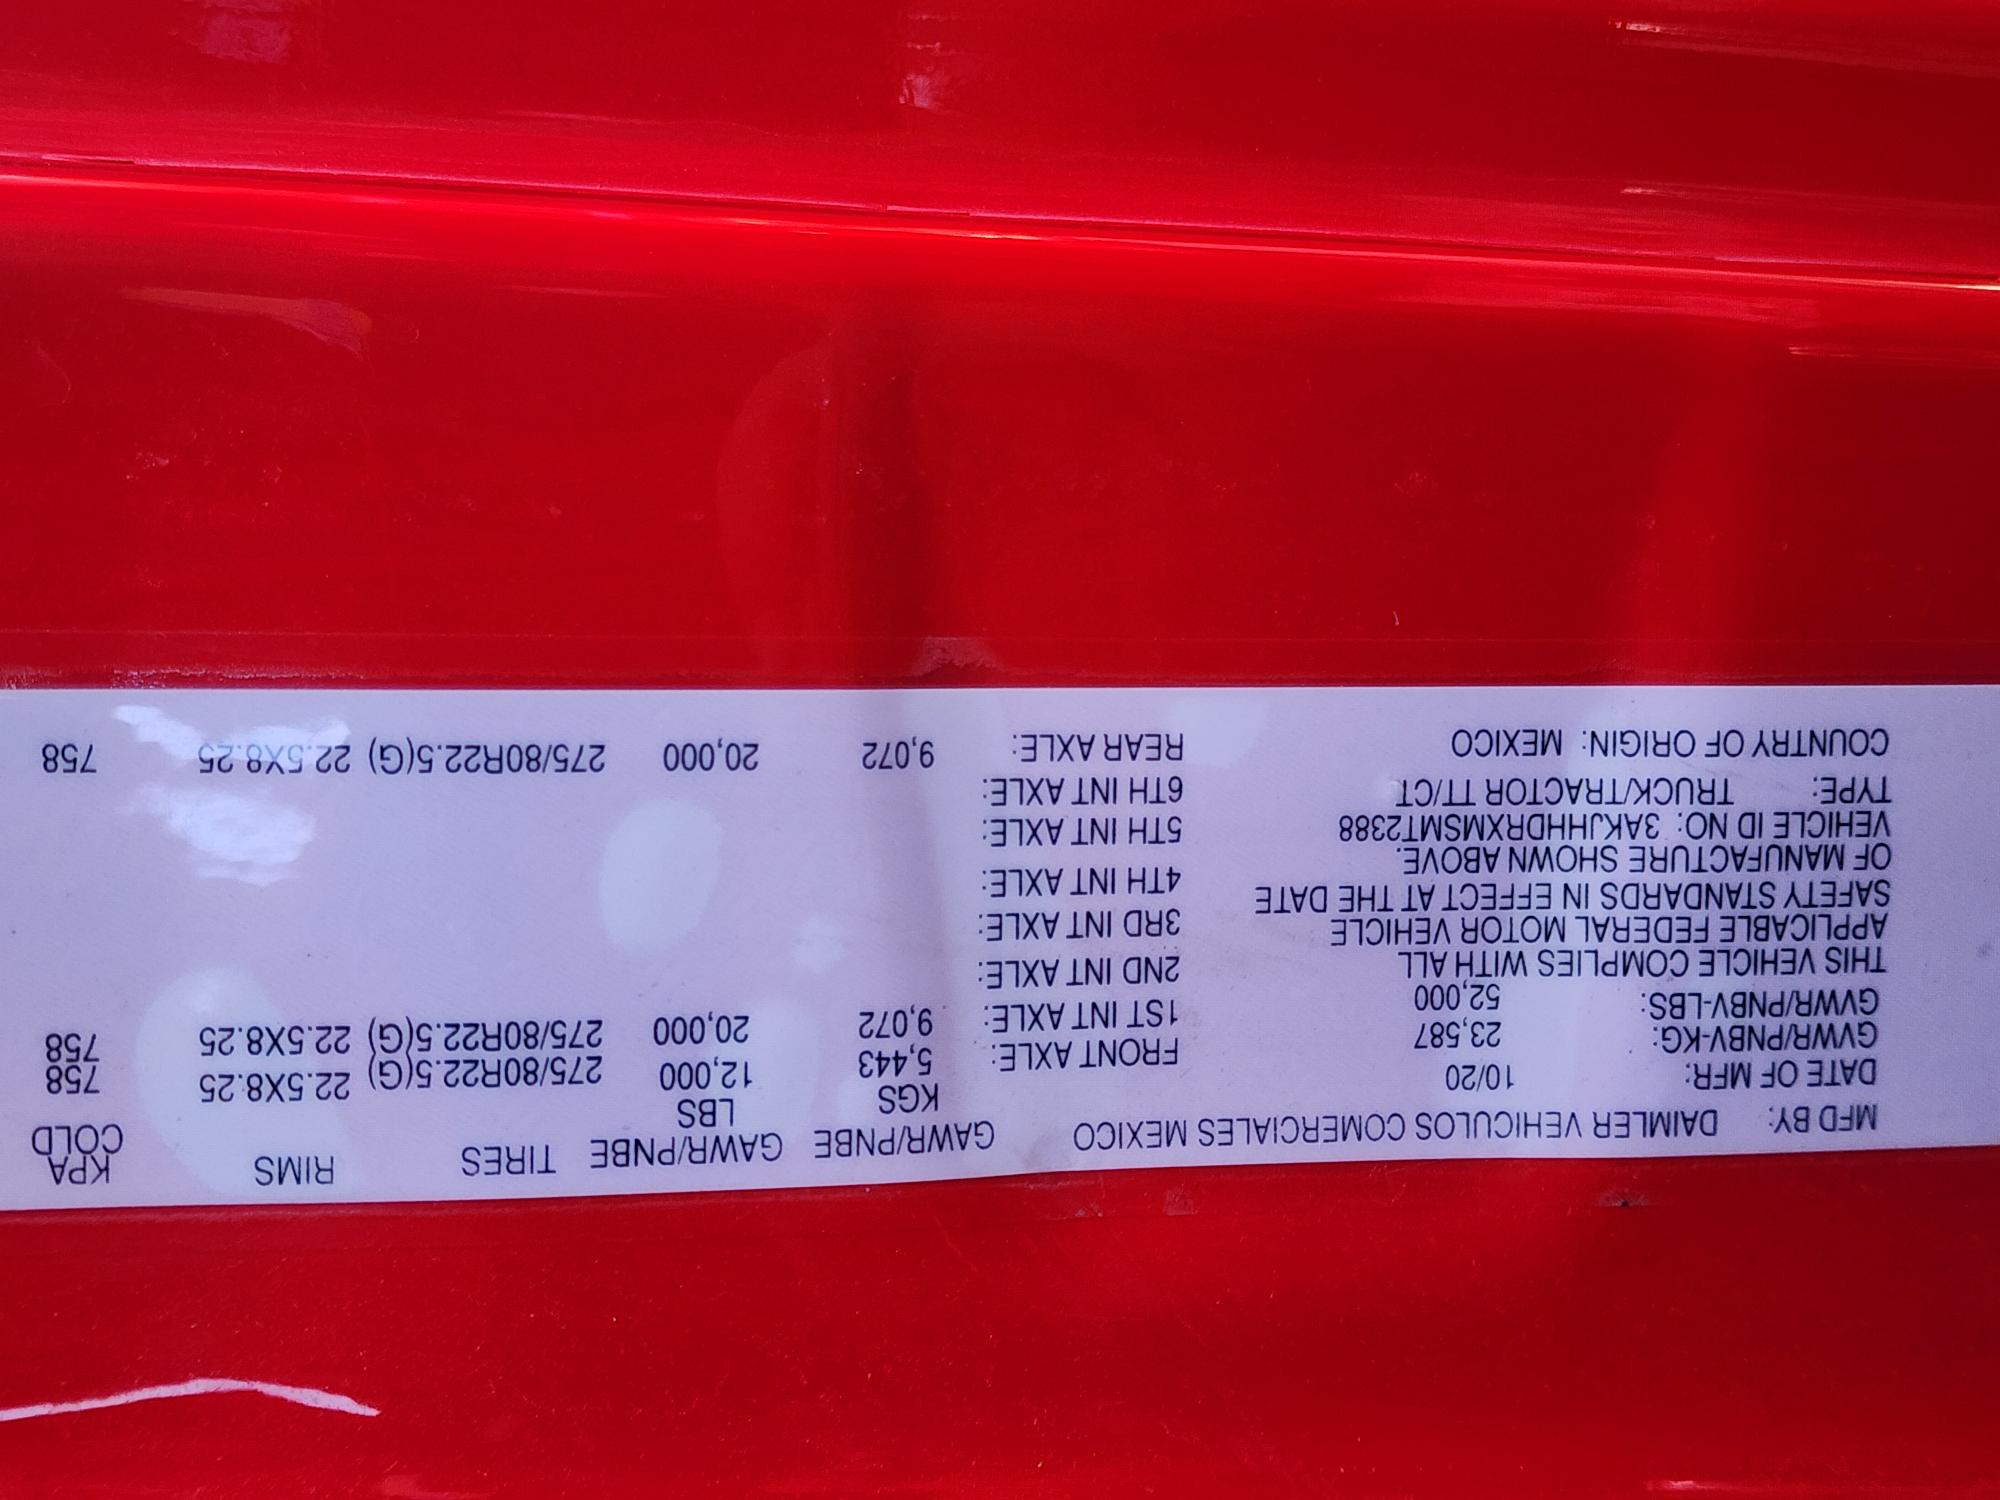 MFD BY: DAIMLER VEHICULOS COMERCIALES MEXICO
DATE OF MFR: 10/20
GVWR/PNBV-KG: 23,587
GVWR/PNBV-LBS: 52,000
THIS VEHICLE COMPLIES WITH ALL
APPLICABLE FEDERAL MOTOR VEHICLE
SAFETY STANDARDS IN EFFECT AT THE DATE
OF MANUFACTURE SHOWN ABOVE.
VEHICLE ID NO: 3AKJHHDRXMSMT2388
TYPE: TRUCK/TRACTOR TT/CT
COUNTRY OF ORIGIN: MEXICO
GAWR/PNBE GAWR/PNBE TIRES RIMS KPA
KGS LBS COLD
FRONT AXLE: 5,443 12,000 275/80R22.5(G) 22.5X8.25 758
1ST INT AXLE: 9,072 20,000 275/80R22.5(G) 22.5X8.25 758
2ND INT AXLE:
3RD INT AXLE:
4TH INT AXLE:
5TH INT AXLE:
6TH INT AXLE:
REAR AXLE: 9,072 20,000 275/80R22.5(G) 22.5X8.25 758